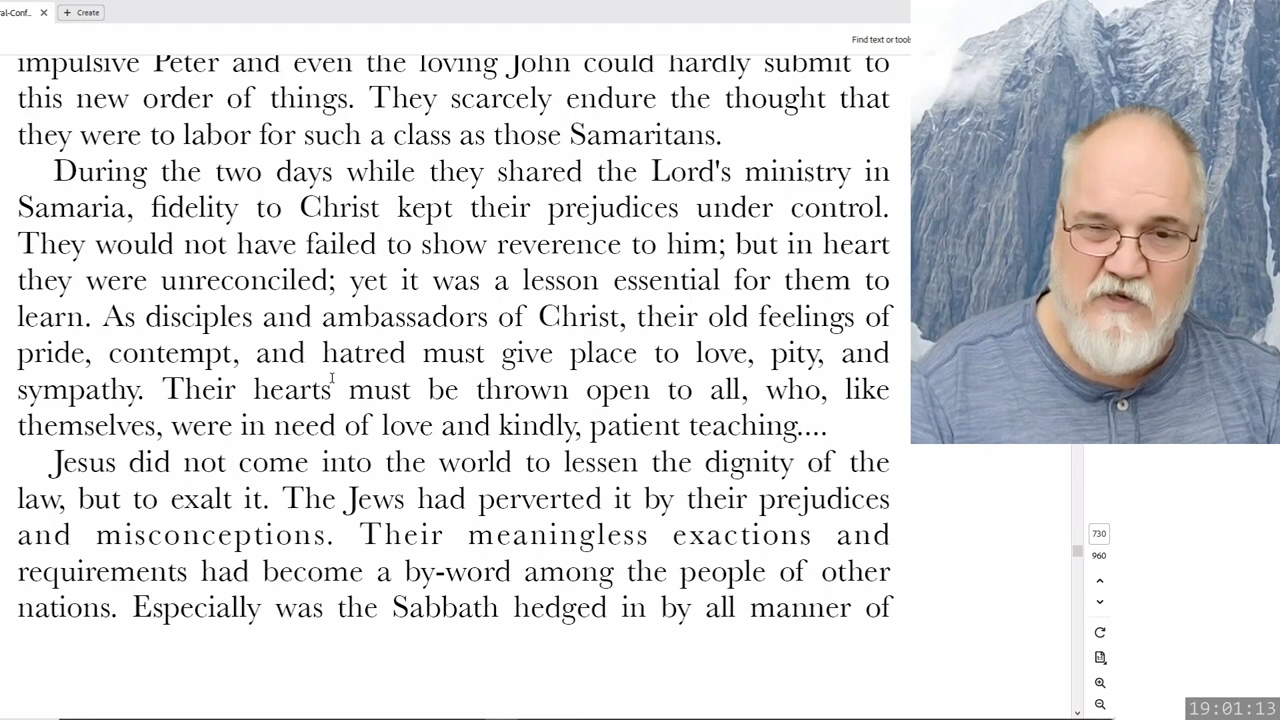 al-Conf...
Create
Find text or tools
impulsive Peter and even the loving John could hardly submit to
this new order of things. They scarcely endure the thought that
they were to labor for such a class as those Samaritans.
During the two days while they shared the Lord's ministry in
Samaria, fidelity to Christ kept their prejudices under control.
They would not have failed to show reverence to him; but in heart
they were unreconciled; yet it was a lesson essential for them to
learn. As disciples and ambassadors of Christ, their old feelings of
pride, contempt, and hatred must give place to love, pity, and
sympathy. Their hearts must be thrown open to all, who, like
themselves, were in need of love and kindly, patient teaching....
Jesus did not come into the world to lessen the dignity of the
law, but to exalt it. The Jews had perverted it by their prejudices
and misconceptions. Their meaningless exactions and
requirements had become a by-word among the people of other
nations. Especially was the Sabbath hedged in by all manner of
730
960
19:01:13